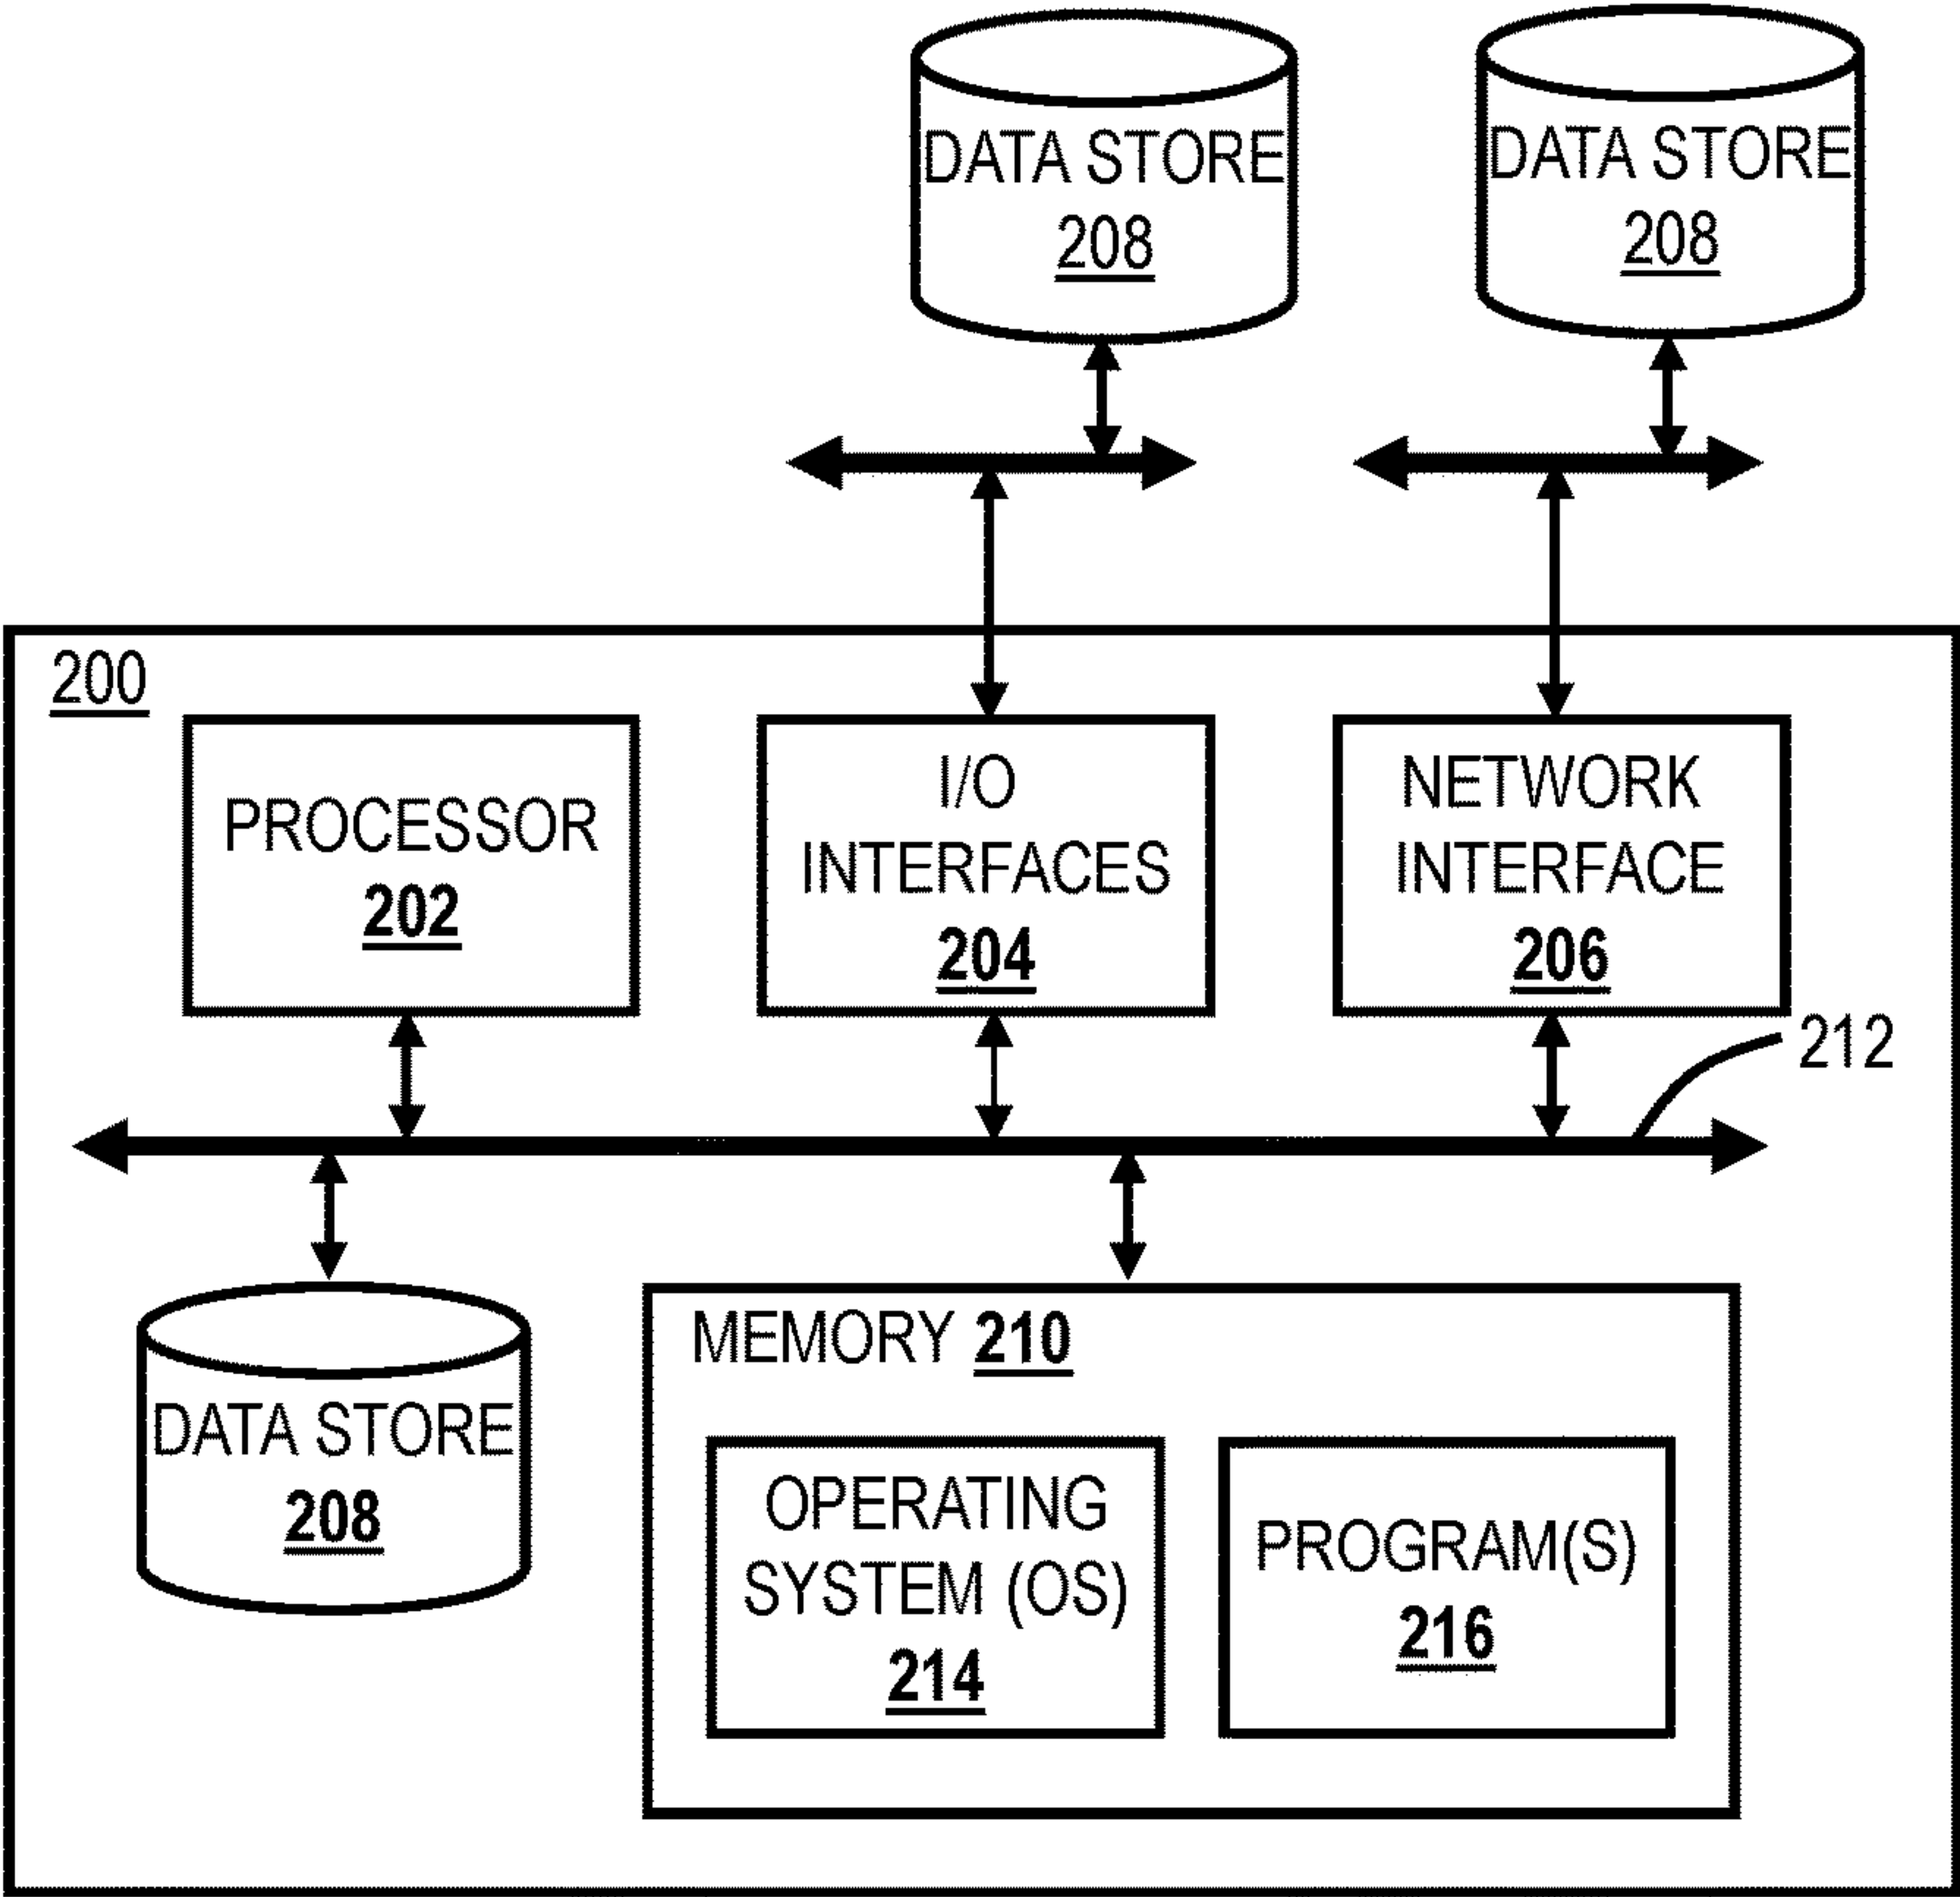 DATA STORE
208
DATA STORE
208
200
PROCESSOR
202
I/O
INTERFACES
204
NETWORK
INTERFACE
206
212
DATA STORE
208
MEMORY 210
OPERATING
SYSTEM (OS)
214
PROGRAM(S)
216